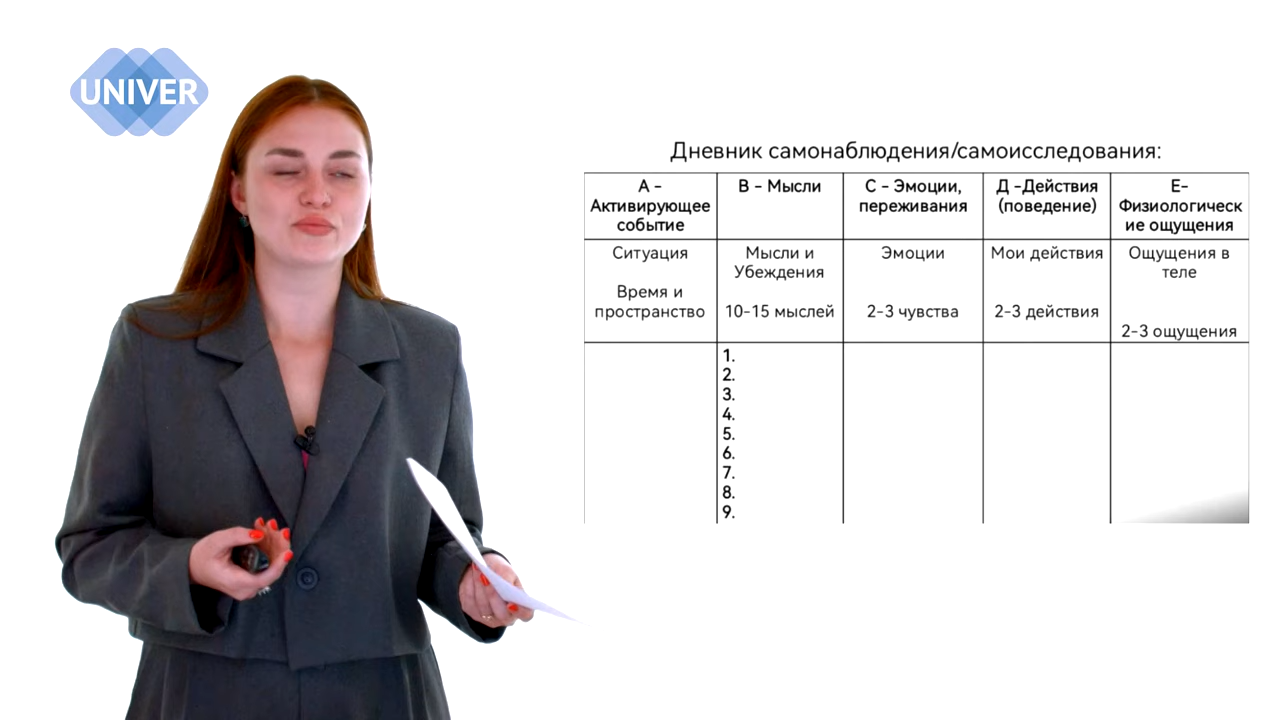 UNIVER
Дневник самонаблюдения/самоисследования:
А -
Активирующее
событие
В - Мысли
С - Эмоции,
переживания
Д -Действия
(поведение)
Е-
Физиологическ
ие ощущения
Ситуация
Время и
пространство
Мысли и
Убеждения
10-15 мыслей
Эмоции
2-3 чувства
Мои действия
2-3 действия
Ощущения в
теле
2-3 ощущения
1.
2.
3.
4.
5.
6.
7.
8.
9.